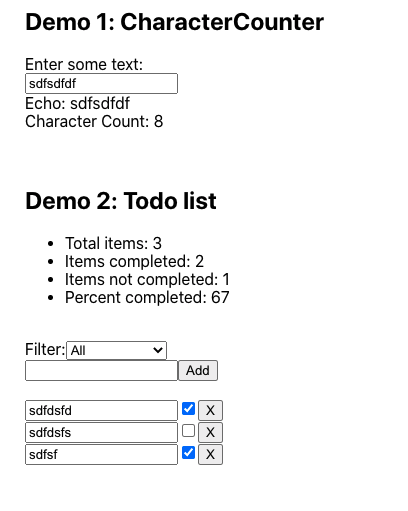 Demo 1: CharacterCounter
Enter some text:
sdfsdfdf
Echo: sdfsdfdf
Character Count: 8
Demo 2: Todo list
Total items: 3
Items completed: 2
Items not completed: 1
Percent completed: 67
Filter: All
Add
sdfdsfd X
sdfdsfs X
sdfsf X